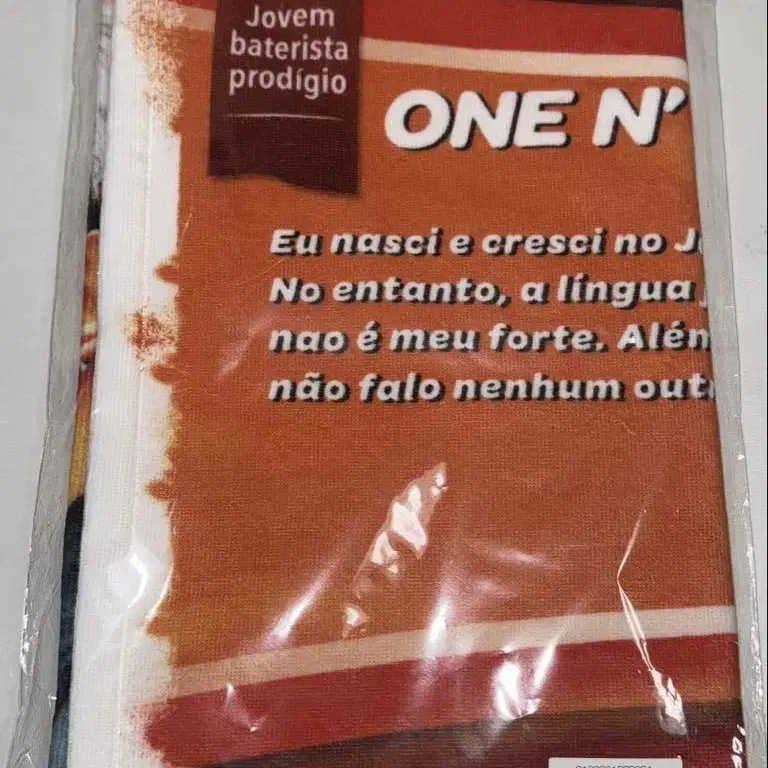 Jovem
baterista
prodígio
ONE N'
Eu nasci e cresci no J
No entanto, a língua
nao é meu forte. Além
não falo nenhum out